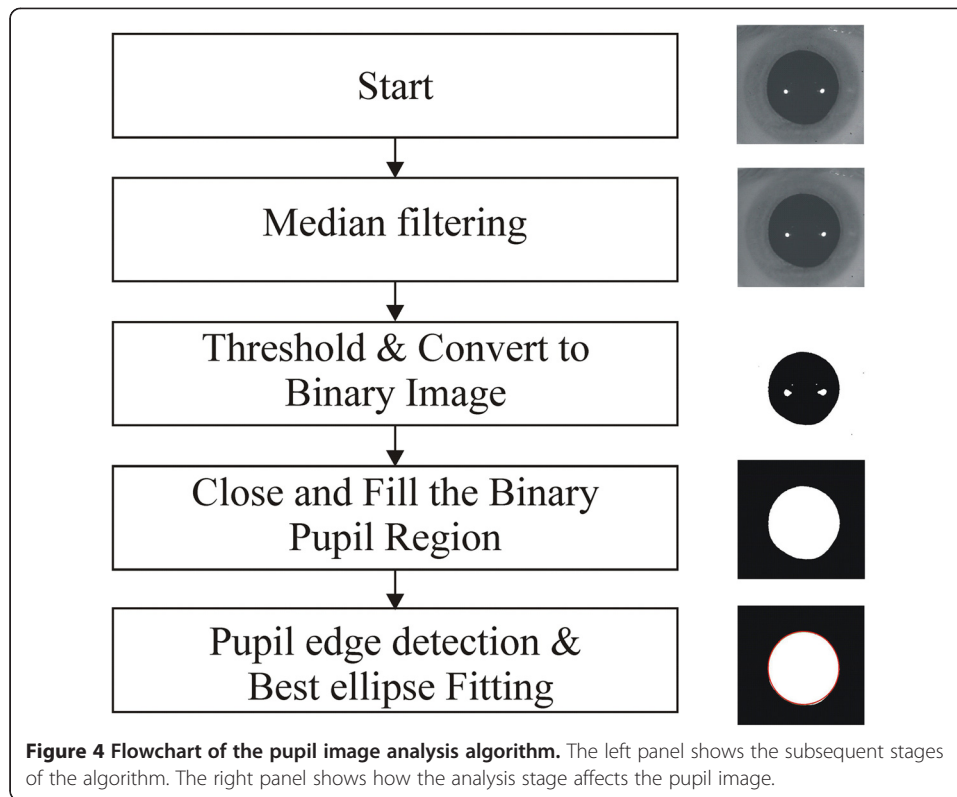 Start
Median filtering
Threshold & Convert to
Binary Image
Close and Fill the Binary
Pupil Region
Pupil edge detection &
Best ellipse Fitting
Figure 4 Flowchart of the pupil image analysis algorithm. The left panel shows the subsequent stages
of the algorithm. The right panel shows how the analysis stage affects the pupil image.